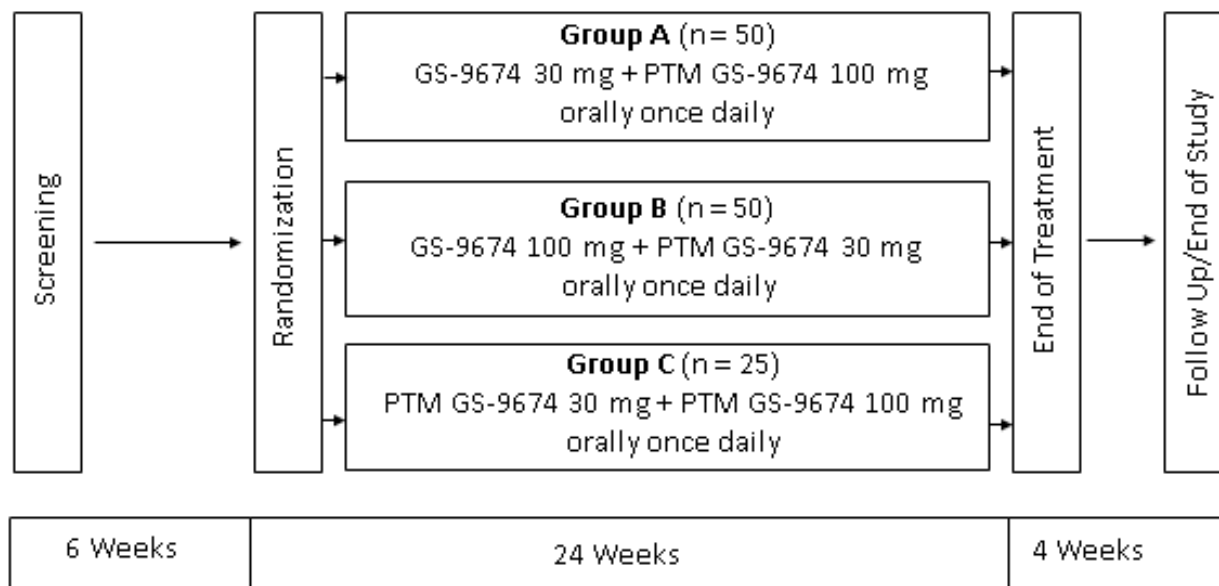 Screening
Randomization
Group A (n = 50)
GS-9674 30 mg + PTM GS-9674 100 mg
orally once daily
Group B (n = 50)
GS-9674 100 mg + PTM GS-9674 30 mg
orally once daily
Group C (n = 25)
PTM GS-9674 30 mg + PTM GS-9674 100 mg
orally once daily
End of Treatment
Follow Up/End of Study
6 Weeks
24 Weeks
4 Weeks